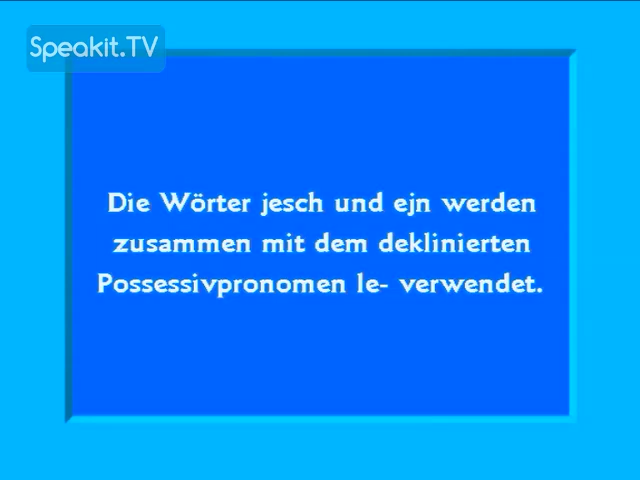 Speakit.TV
Die Wörter jesch und ejn werden
zusammen mit dem deklinierten
Possessivpronomen le- verwendet.